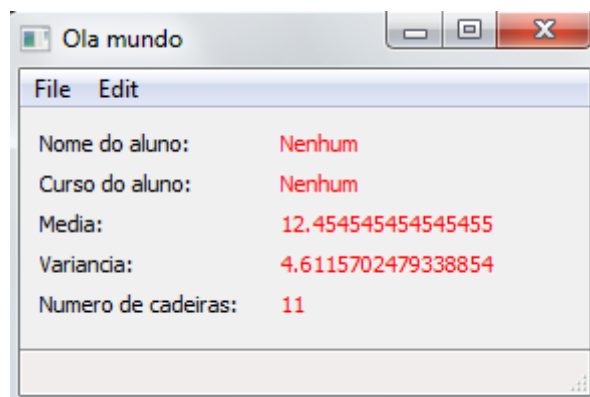 Ola mundo
File Edit
Nome do aluno: Nenhum
Curso do aluno: Nenhum
Media: 12.454545454545455
Variancia: 4.6115702479338854
Numero de cadeiras: 11